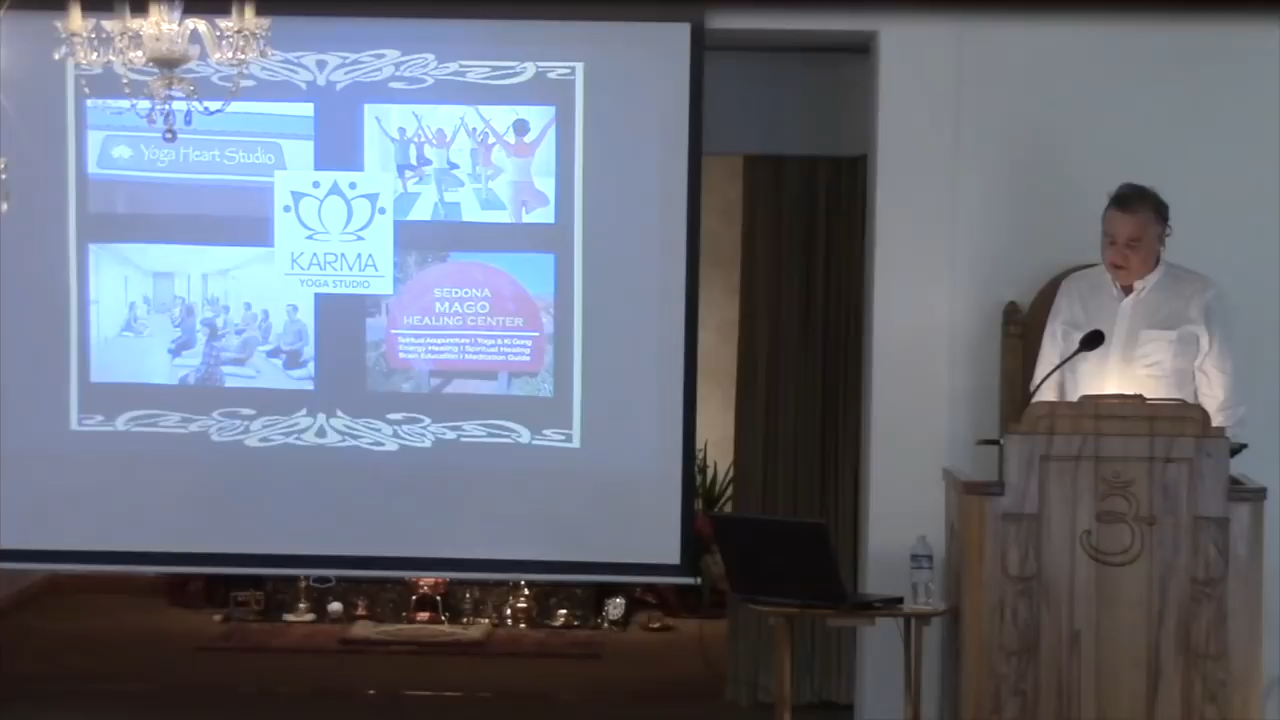 Yoga Heart Studio
KARMA
YOGA STUDIO
SEDONA
MAGO
HEALING CENTER
Spiritual Acupuncture | Yoga & Ki Gong
Energy Healing | Spiritual Healing
Brain Education | Meditation Guide
ॐ